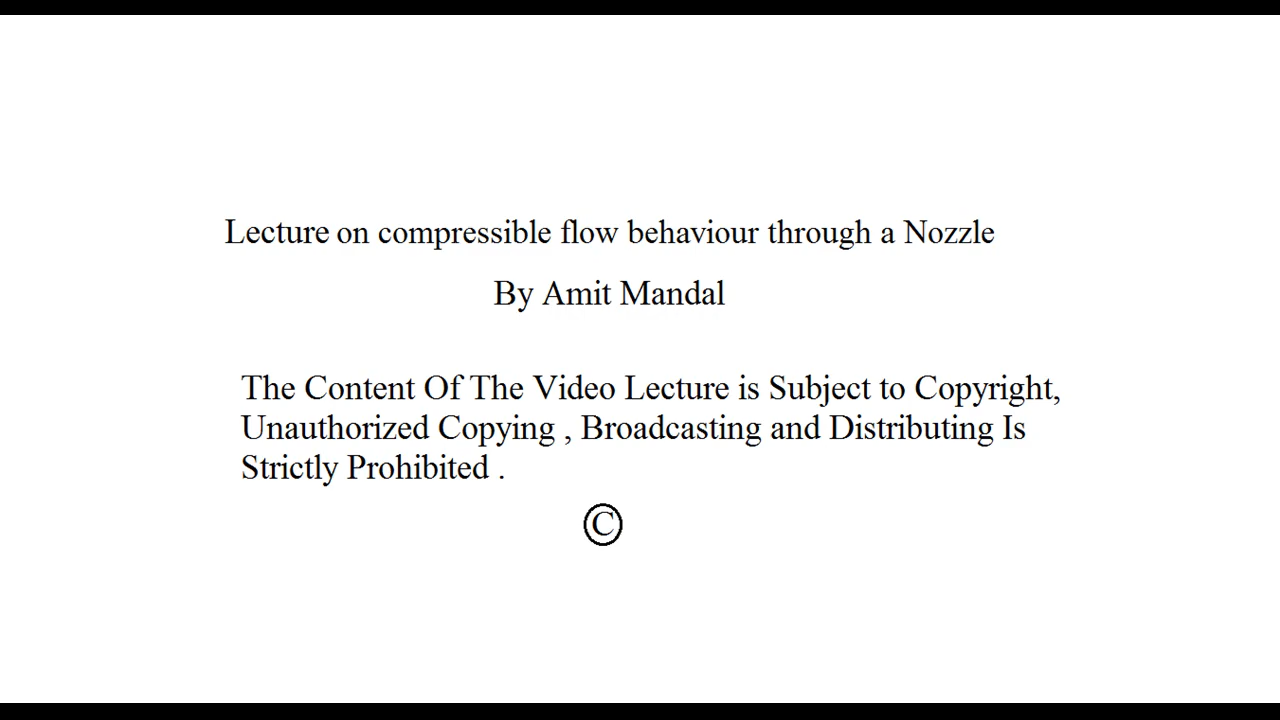 Lecture on compressible flow behaviour through a Nozzle
By Amit Mandal
The Content Of The Video Lecture is Subject to Copyright,
Unauthorized Copying , Broadcasting and Distributing Is
Strictly Prohibited .
©